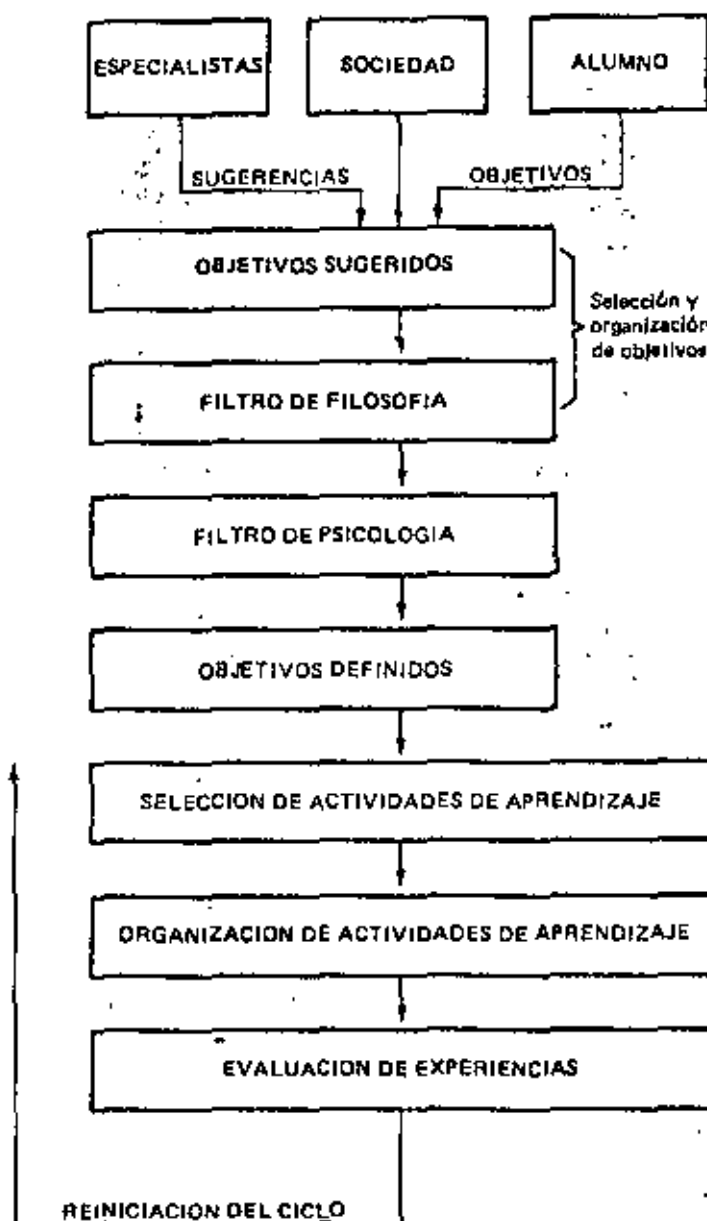 ESPECIALISTAS
SOCIEDAD
ALUMNO
SUGERENCIAS
OBJETIVOS
OBJETIVOS SUGERIDOS
Selección y
organización
de objetivos
FILTRO DE FILOSOFIA
FILTRO DE PSICOLOGIA
OBJETIVOS DEFINIDOS
SELECCION DE ACTIVIDADES DE APRENDIZAJE
ORGANIZACION DE ACTIVIDADES DE APRENDIZAJE
EVALUACION DE EXPERIENCIAS
REINICIACION DEL CICLO